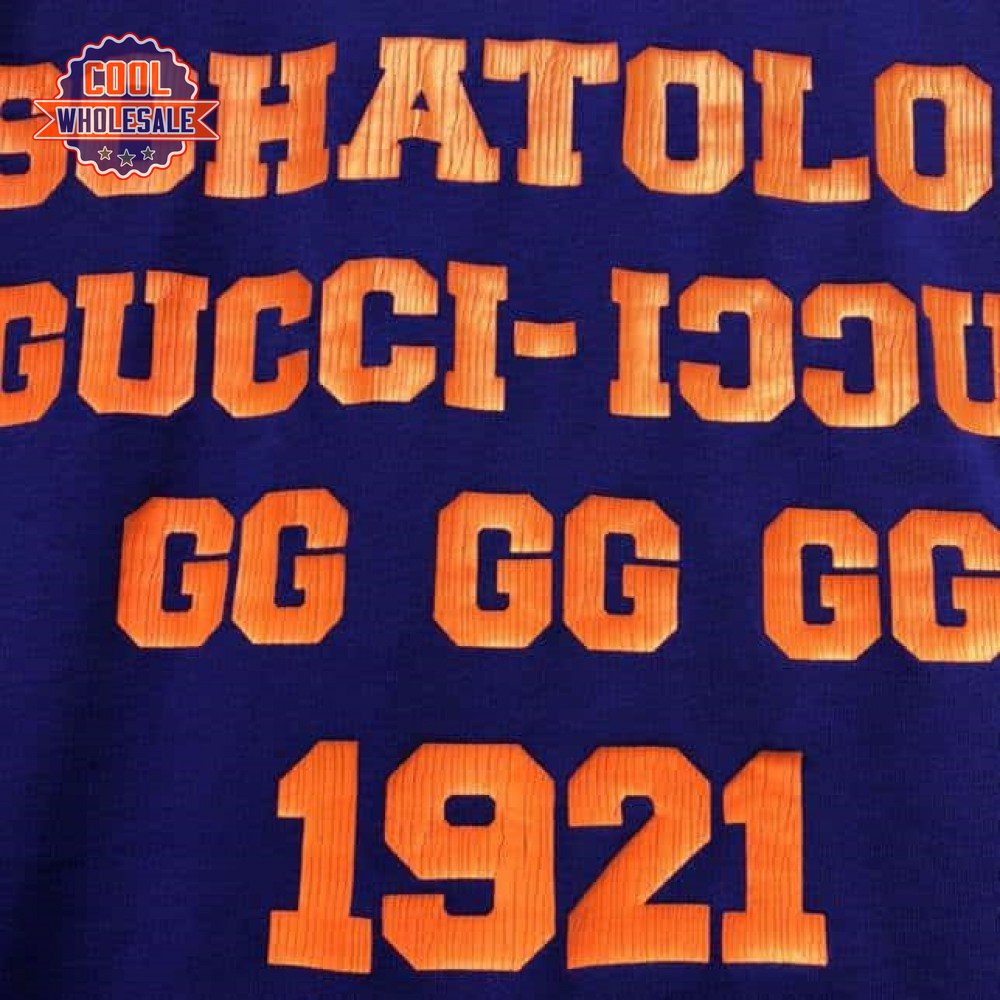 COOL
WHOLESALE
SCHATOLO
GUCCI-IƆƆU
GG GG GG
1921